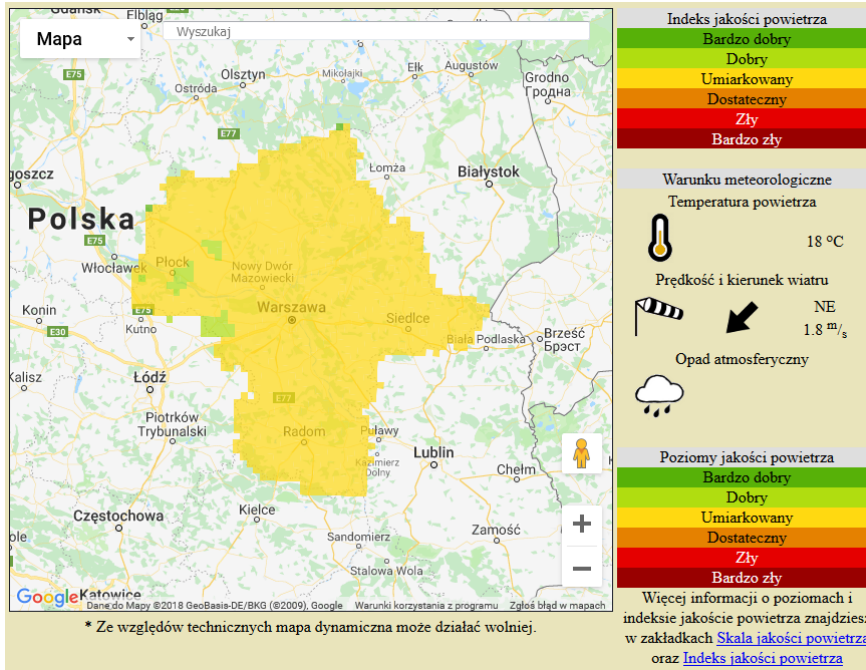 Gdańsk
Elbląg
Mapa
Wyszukaj
E75
Olsztyn
Mikołajki
Ełk
Augustów
Ostróda
Grodno
Гродна
E77
Łomża
Białystok
goszcz
Polska
E75
Włocławek
Płock
Nowy Dwór
Mazowiecki
Konin
E75
Kutno
Warszawa
Siedlce
E30
Biała Podlaska
Brześć
Брэст
Kalisz
Łódź
E77
Piotrków
Trybunalski
Radom
Puławy
Kazimierz
Dolny
Lublin
Chełm
Częstochowa
Kielce
Sandomierz
Zamość
Stalowa Wola
ole
Katowice
Google
Dane do Mapy ©2018 GeoBasis-DE/BKG (©2009), Google Warunki korzystania z programu Zgłoś błąd w mapach
* Ze względów technicznych mapa dynamiczna może działać wolniej.
Indeks jakości powietrza
Bardzo dobry
Dobry
Umiarkowany
Dostateczny
Zły
Bardzo zły
Warunku meteorologiczne
Temperatura powietrza
18 °C
Prędkość i kierunek wiatru
NE
1.8 m/s
Opad atmosferyczny
Poziomy jakości powietrza
Bardzo dobry
Dobry
Umiarkowany
Dostateczny
Zły
Bardzo zły
Więcej informacji o poziomach i
indeksie jakoście powietrza znajdziesz
w zakładkach Skala jakości powietrza
oraz Indeks jakości powietrza